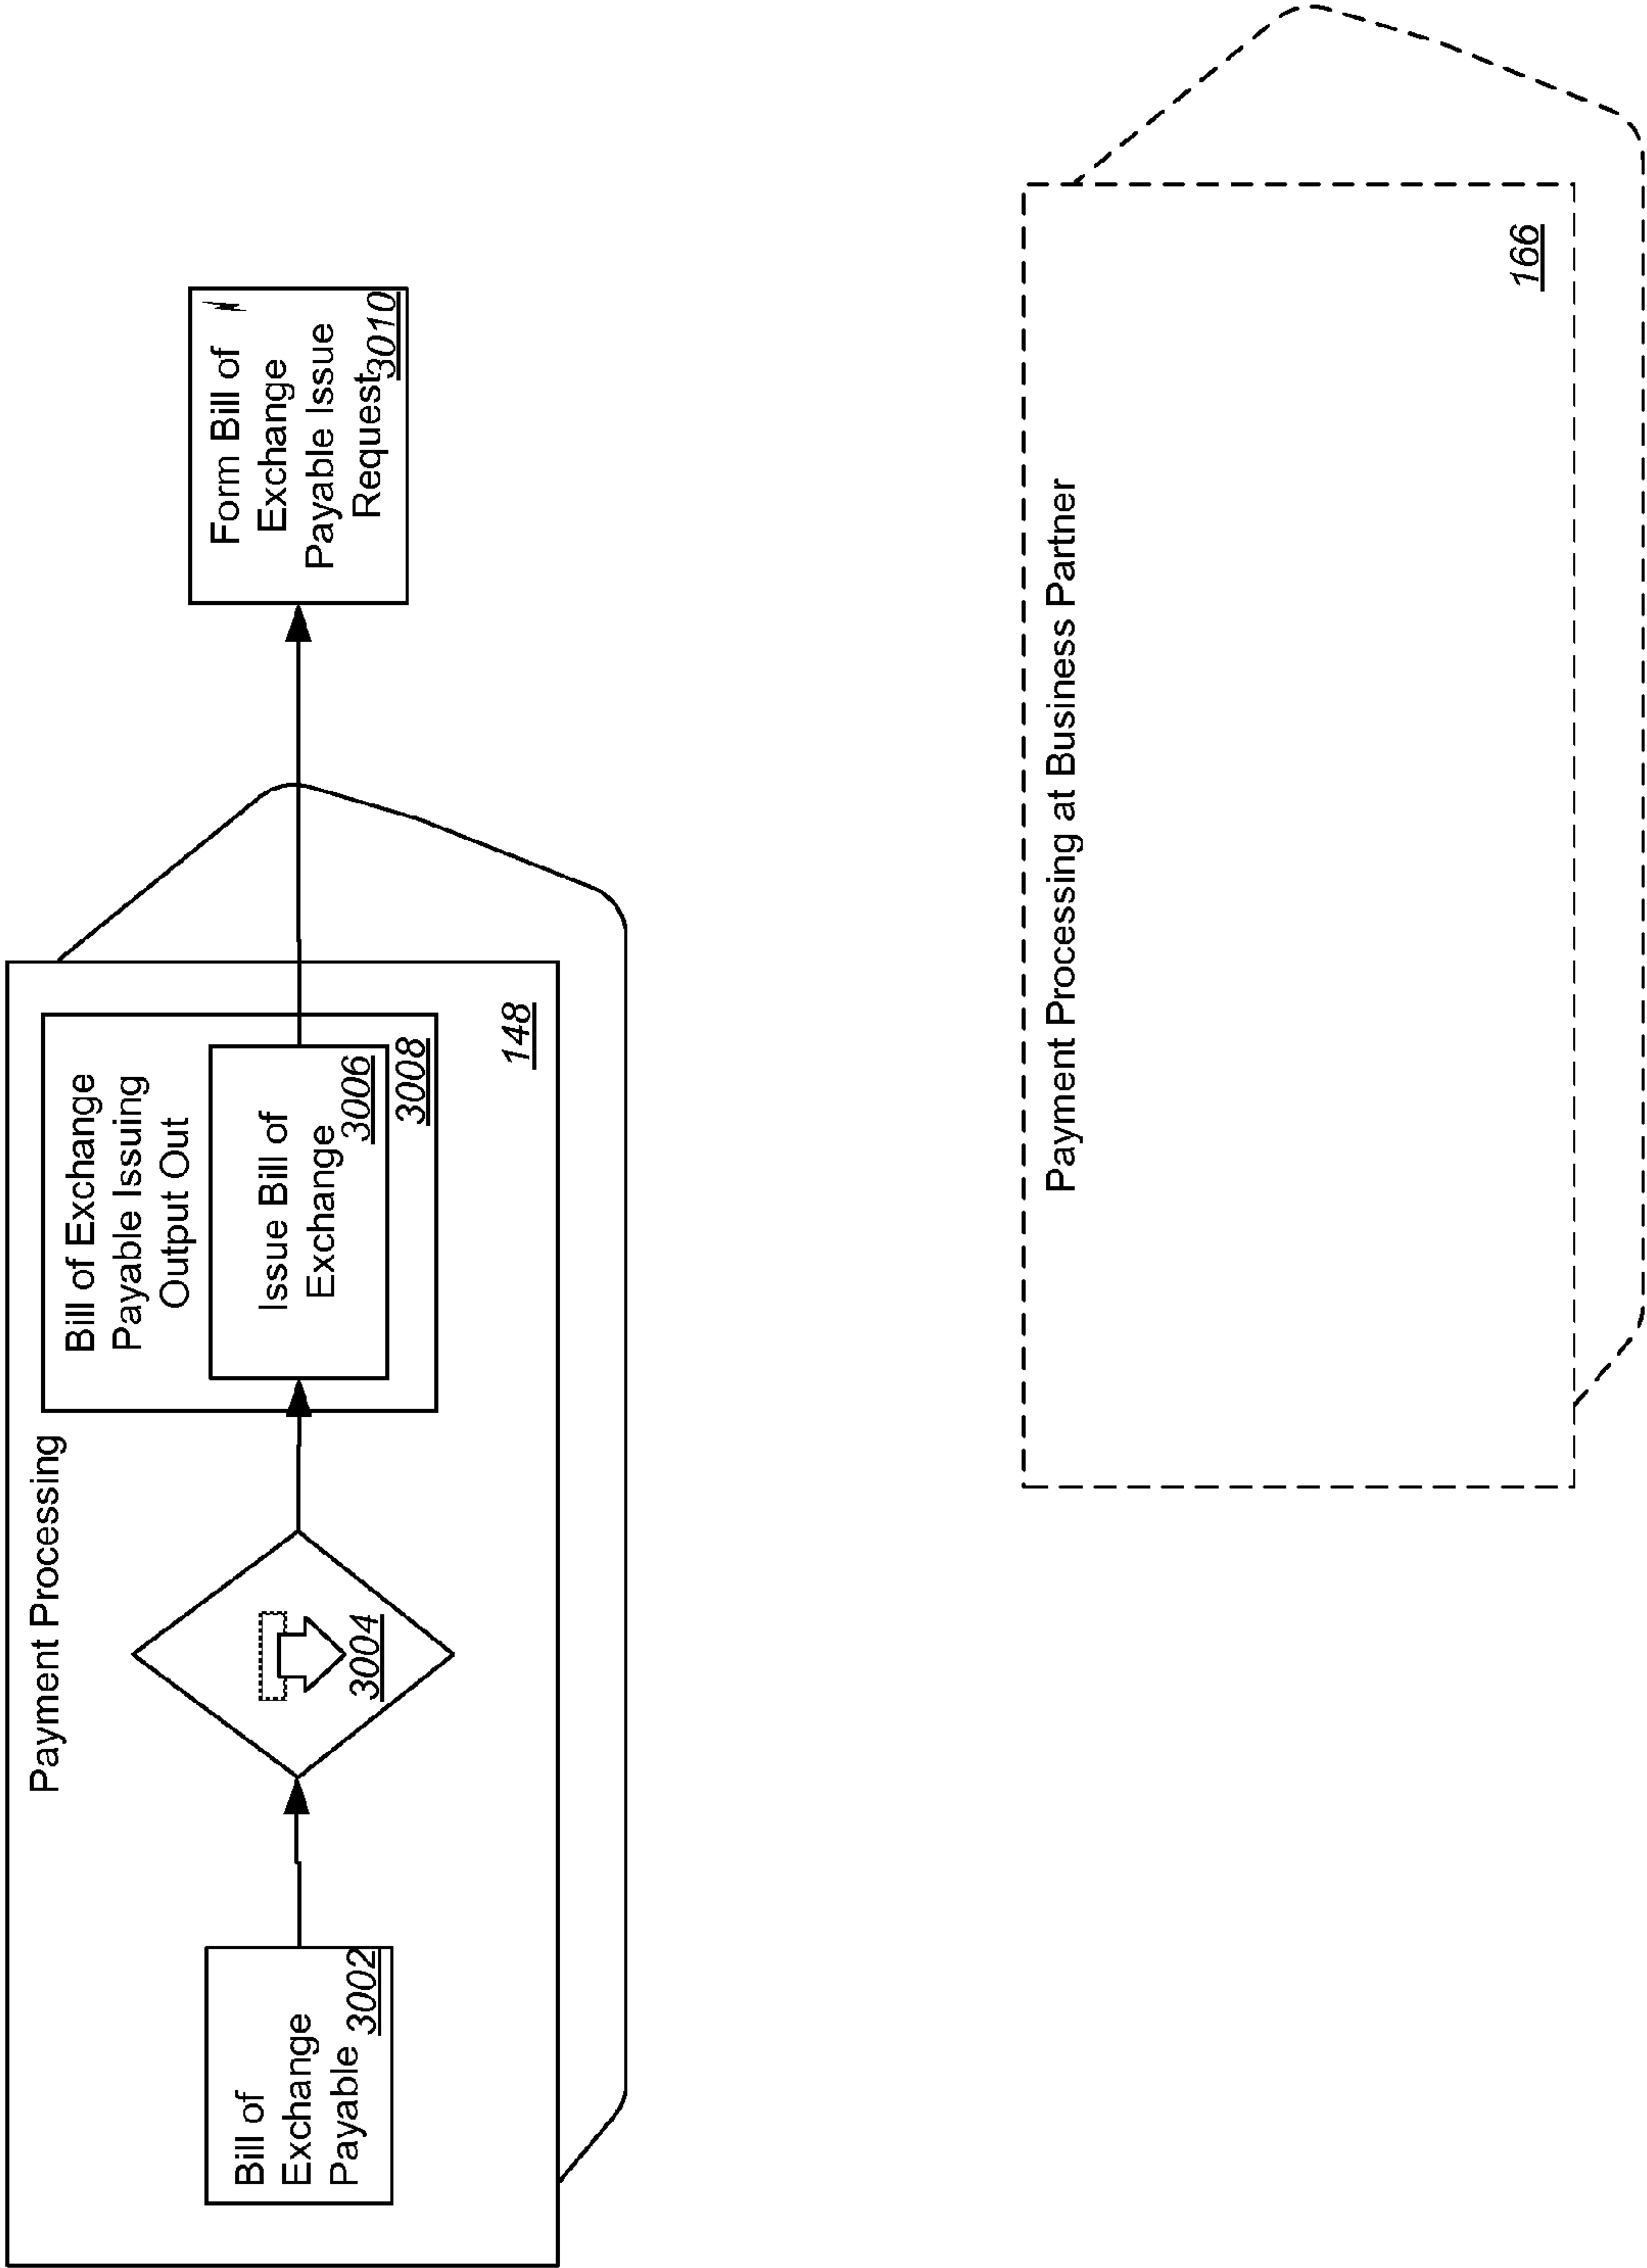 Payment Processing
Bill of
Exchange
Payable 3002
3004
Bill of Exchange
Payable Issuing
Output Out
Issue Bill of
Exchange
3006
3008
148
Form Bill of
Exchange
Payable Issue
Request
3010
Payment Processing at Business Partner
166